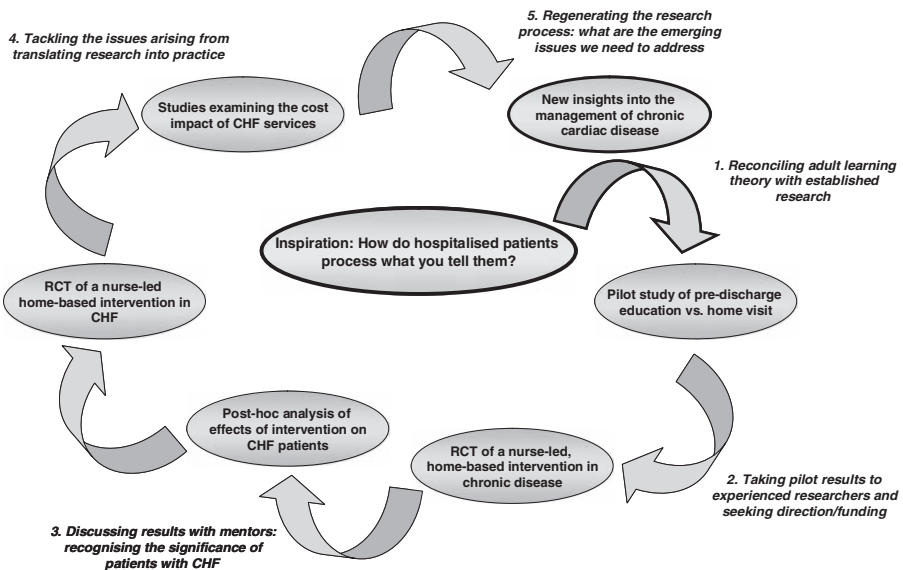 4. Tackling the issues arising from
translating research into practice
5. Regenerating the research
process: what are the emerging
issues we need to address
Studies examining the cost
impact of CHF services
New insights into the
management of chronic
cardiac disease
1. Reconciling adult learning
theory with established
research
Inspiration: How do hospitalised patients
process what you tell them?
RCT of a nurse-led
home-based intervention in
CHF
Pilot study of pre-discharge
education vs. home visit
Post-hoc analysis of
effects of intervention on
CHF patients
RCT of a nurse-led,
home-based intervention in
chronic disease
2. Taking pilot results to
experienced researchers and
seeking direction/funding
3. Discussing results with mentors:
recognising the significance of
patients with CHF